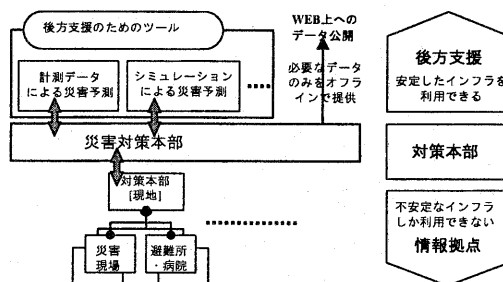 後方支援のためのツール
計測データ
による災害予測
シミュレーション
による災害予測
WEB上への
データ公開
必要なデータ
のみをオフラ
インで提供
災害対策本部
対策本部
[現地]
災害
現場
避難所
・病院
後方支援
安定したインフラを
利用できる
対策本部
不安定なインフラ
しか利用できない
情報拠点